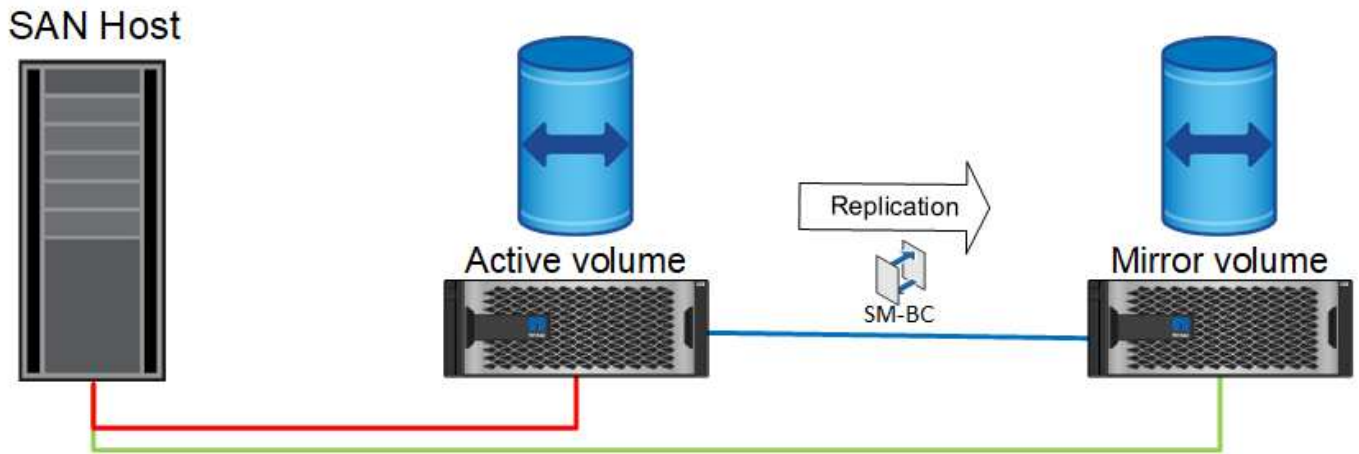 SAN Host
Replication
Active volume
Mirror volume
SM-BC